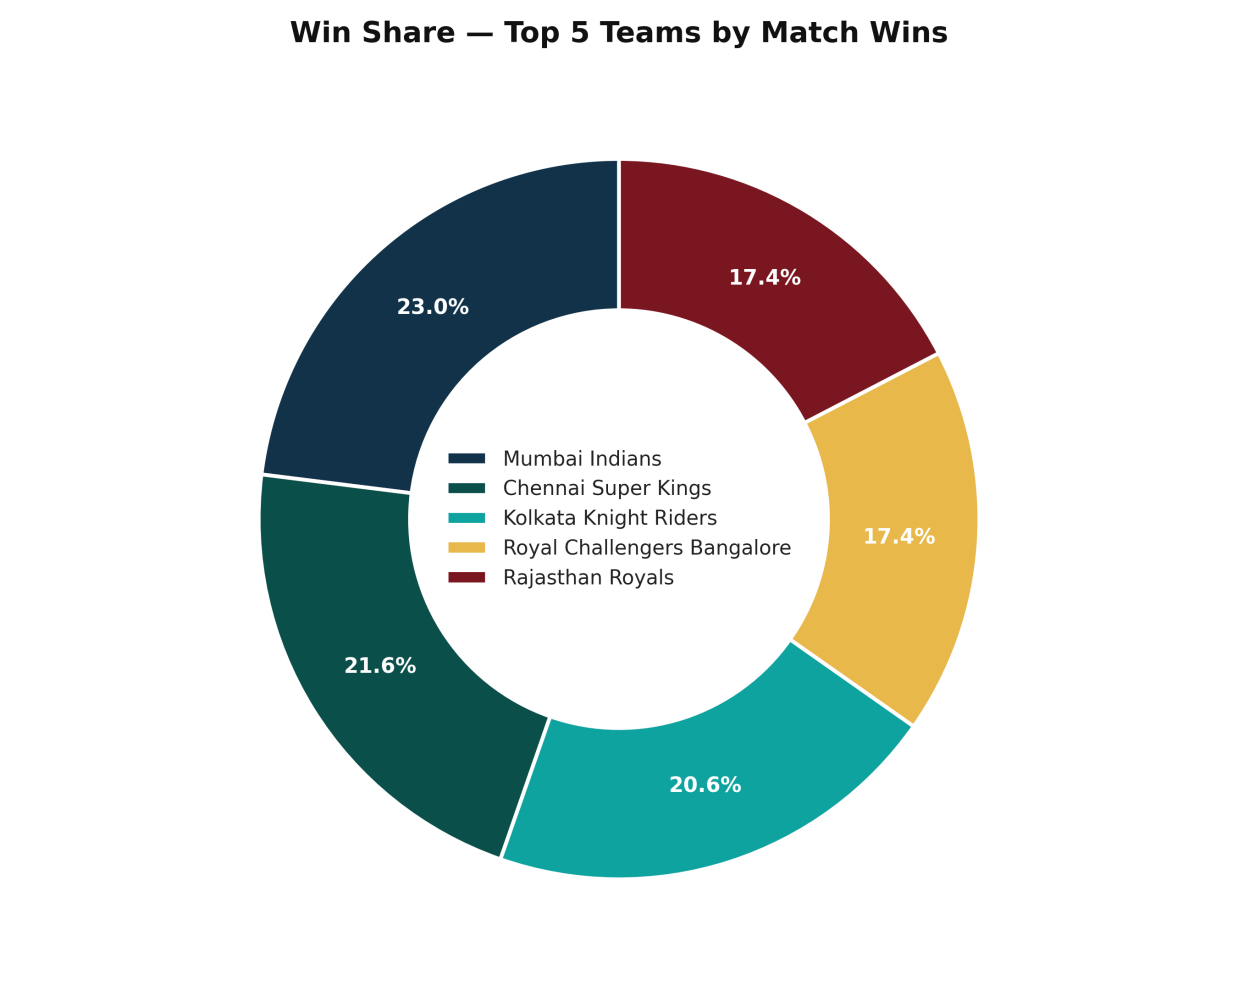 Win Share — Top 5 Teams by Match Wins
17.4%
23.0%
Mumbai Indians
Chennai Super Kings
Kolkata Knight Riders
Royal Challengers Bangalore
Rajasthan Royals
17.4%
21.6%
20.6%